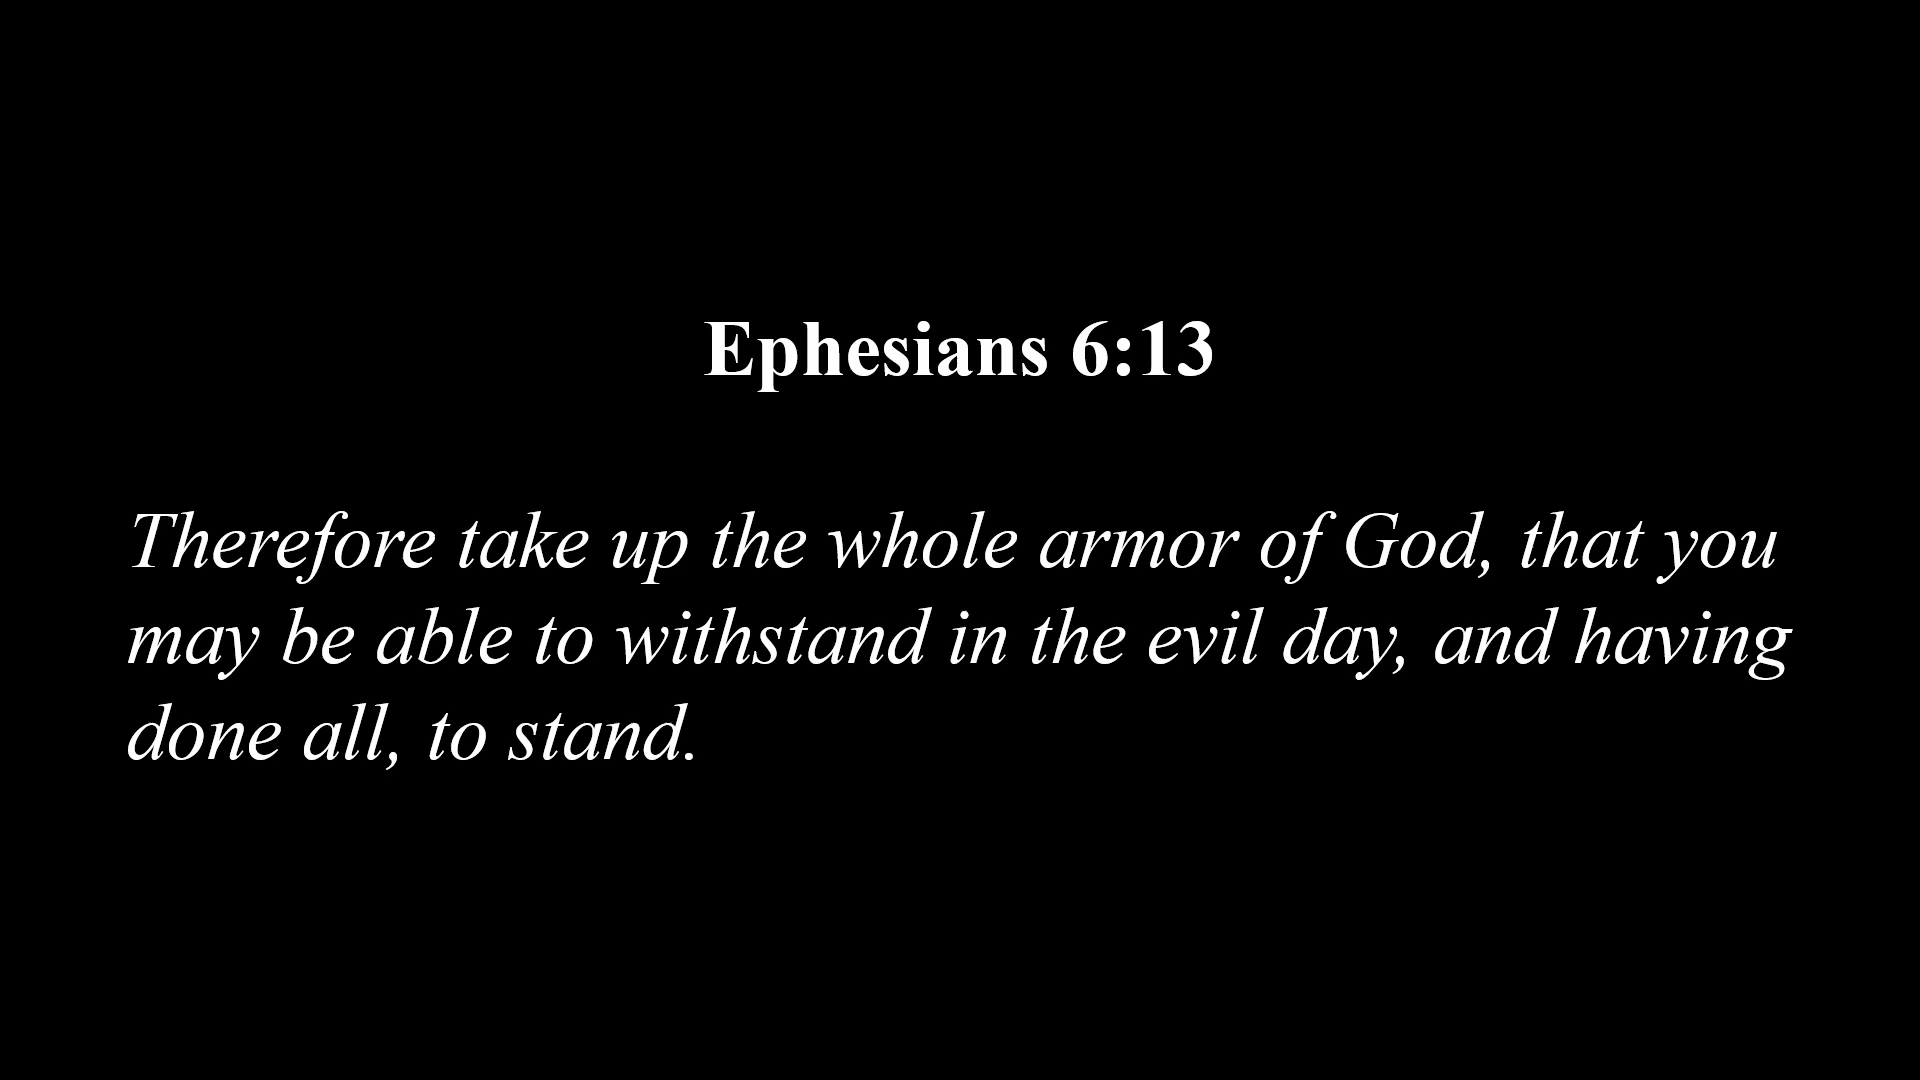 Ephesians 6:13
Therefore take up the whole armor of God, that you
may be able to withstand in the evil day, and having
done all, to stand.